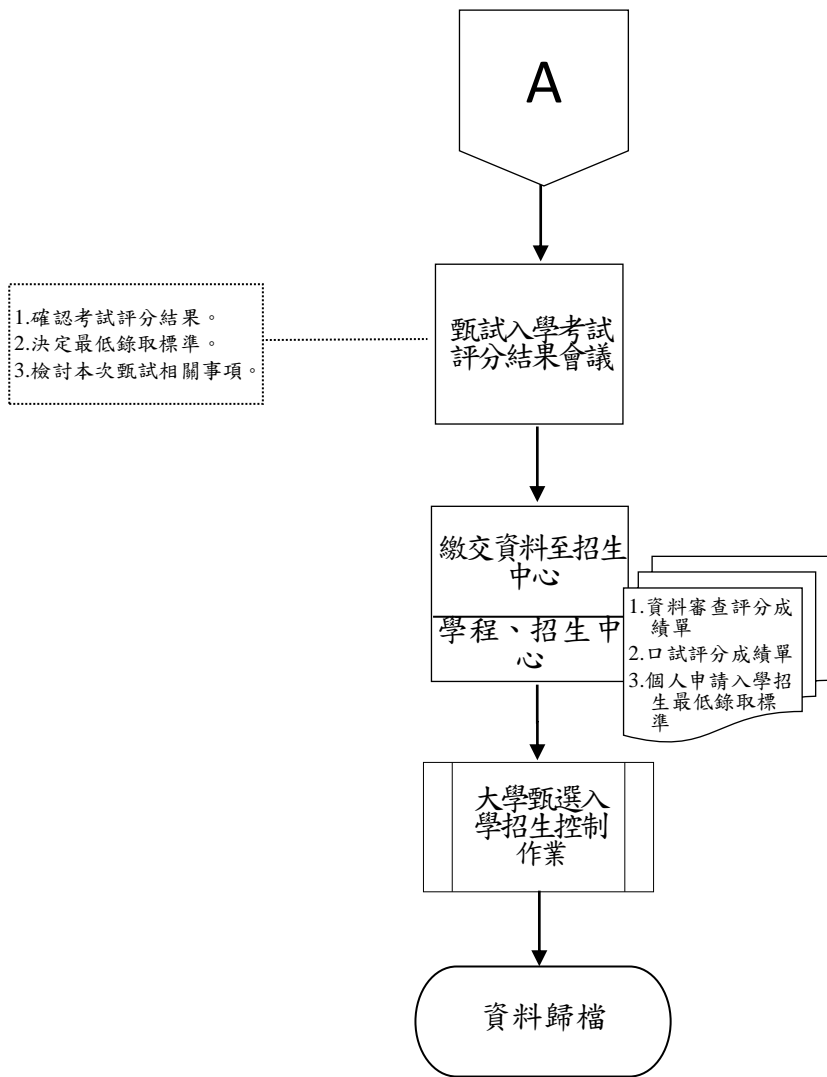 A
甄試入學考試
評分結果會議
1.確認考試評分結果。
2.決定最低錄取標準。
3.檢討本次甄試相關事項。
繳交資料至招生
中心
學程、招生中
心
1.資料審查評分成
績單
2.口試評分成績單
3.個人申請入學招
生最低錄取標
準
大學甄選入
學招生控制
作業
資料歸檔